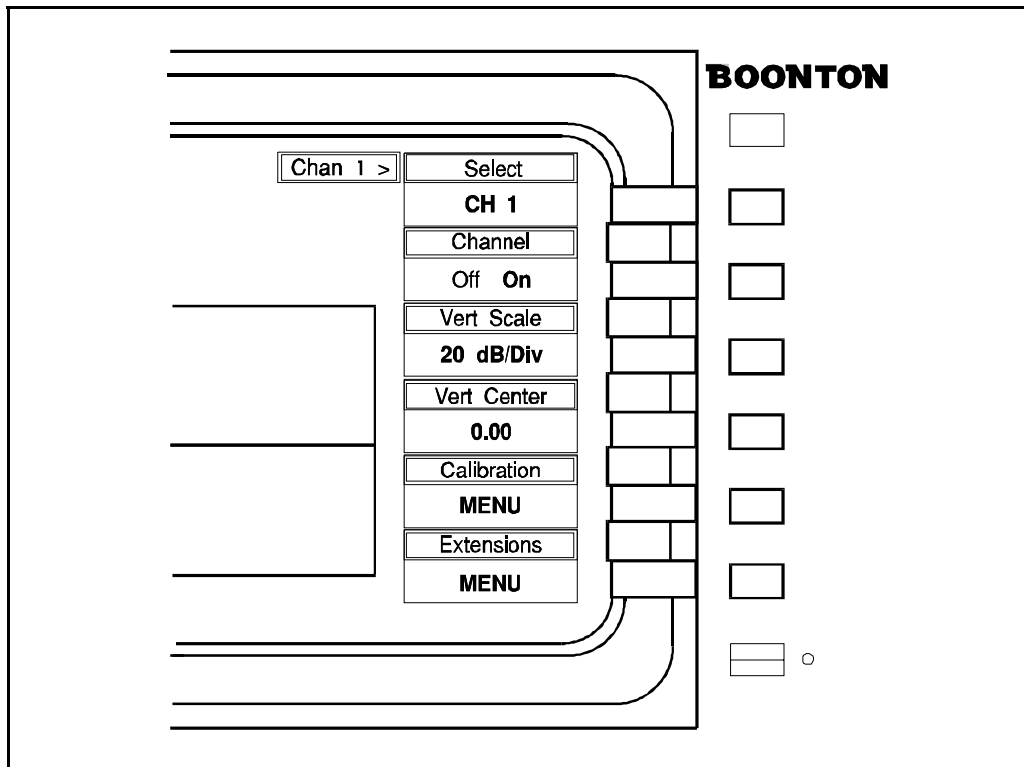 BOONTON
Chan 1 > Select
CH 1
Channel
Off On
Vert Scale
20 dB/Div
Vert Center
0.00
Calibration
MENU
Extensions
MENU